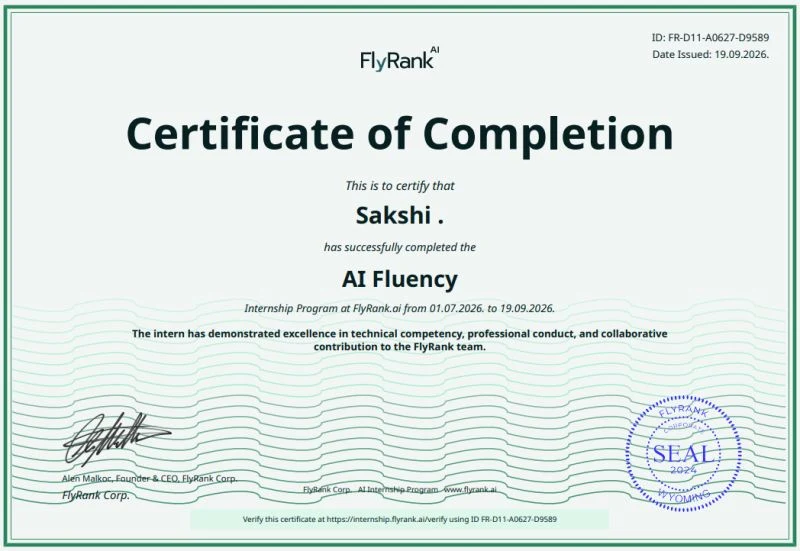 ID: FR-D11-A0627-D9589
Date Issued: 19.09.2026.
FlyRank AI
Certificate of Completion
This is to certify that
Sakshi .
has successfully completed the
AI Fluency
Internship Program at FlyRank.ai from 01.07.2026. to 19.09.2026.
The intern has demonstrated excellence in technical competency, professional conduct, and collaborative
contribution to the FlyRank team.
Alen Malkoc, Founder & CEO, FlyRank Corp.
FlyRank Corp.
FlyRank Corp. AI Internship Program www.flyrank.ai
FLYRANK
CORPORATE
SEAL
2024
WYOMING
Verify this certificate at https://internship.flyrank.ai/verify using ID FR-D11-A0627-D9589